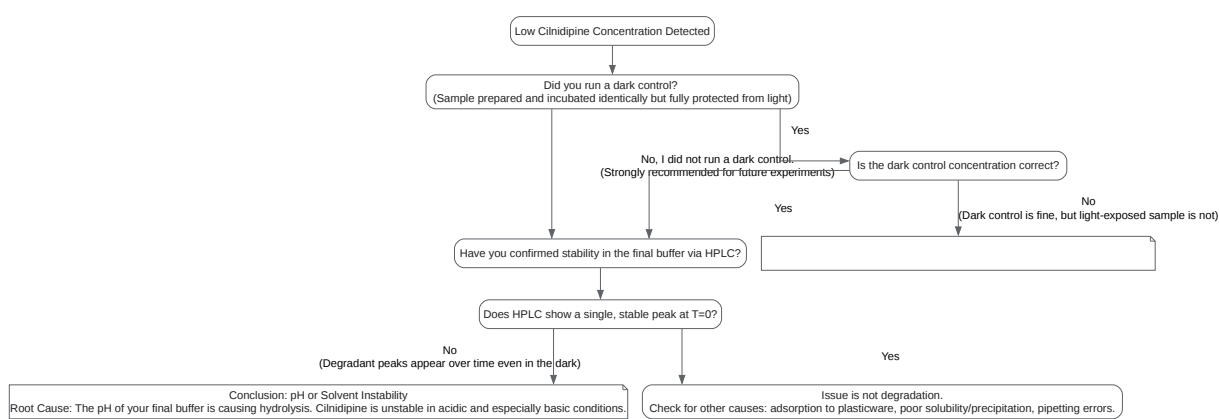 Low Cilnidipine Concentration Detected
Did you run a dark control?
(Sample prepared and incubated identically but fully protected from light)
Yes
No, I did not run a dark control.
(Strongly recommended for future experiments)
Is the dark control concentration correct?
Yes
No
(Dark control is fine, but light-exposed sample is not)
Have you confirmed stability in the final buffer via HPLC?
Does HPLC show a single, stable peak at T=0?
No
(Degradant peaks appear over time even in the dark)
Yes
Conclusion: pH or Solvent Instability
Root Cause: The pH of your final buffer is causing hydrolysis. Cilnidipine is unstable in acidic and especially basic conditions.
Issue is not degradation.
Check for other causes: adsorption to plasticware, poor solubility/precipitation, pipetting errors.